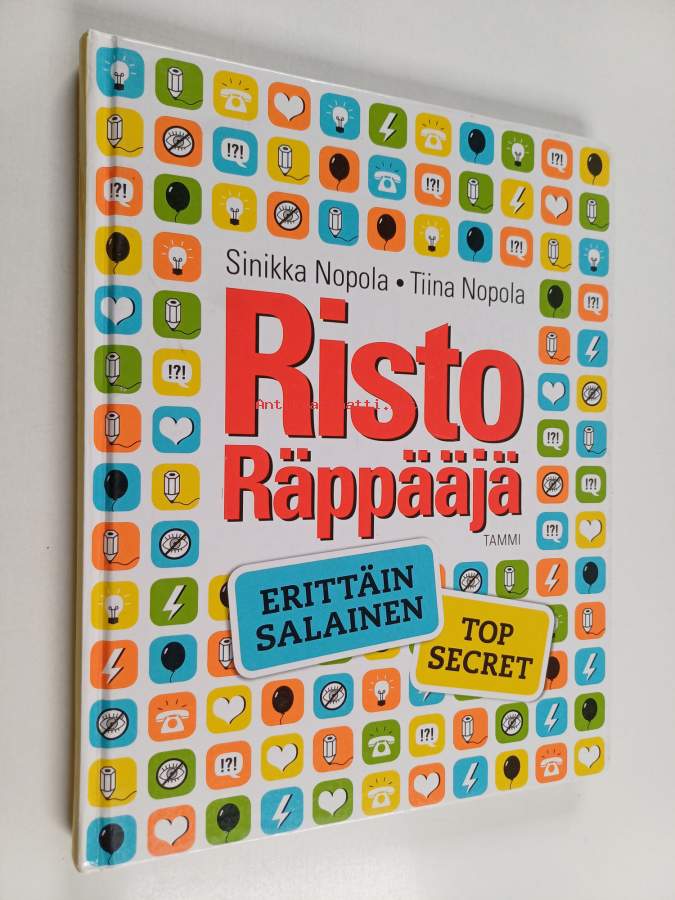 Sinikka Nopola • Tiina Nopola
Risto
Räppääjä
TAMMI
ERITTÄIN
SALAINEN
TOP
SECRET